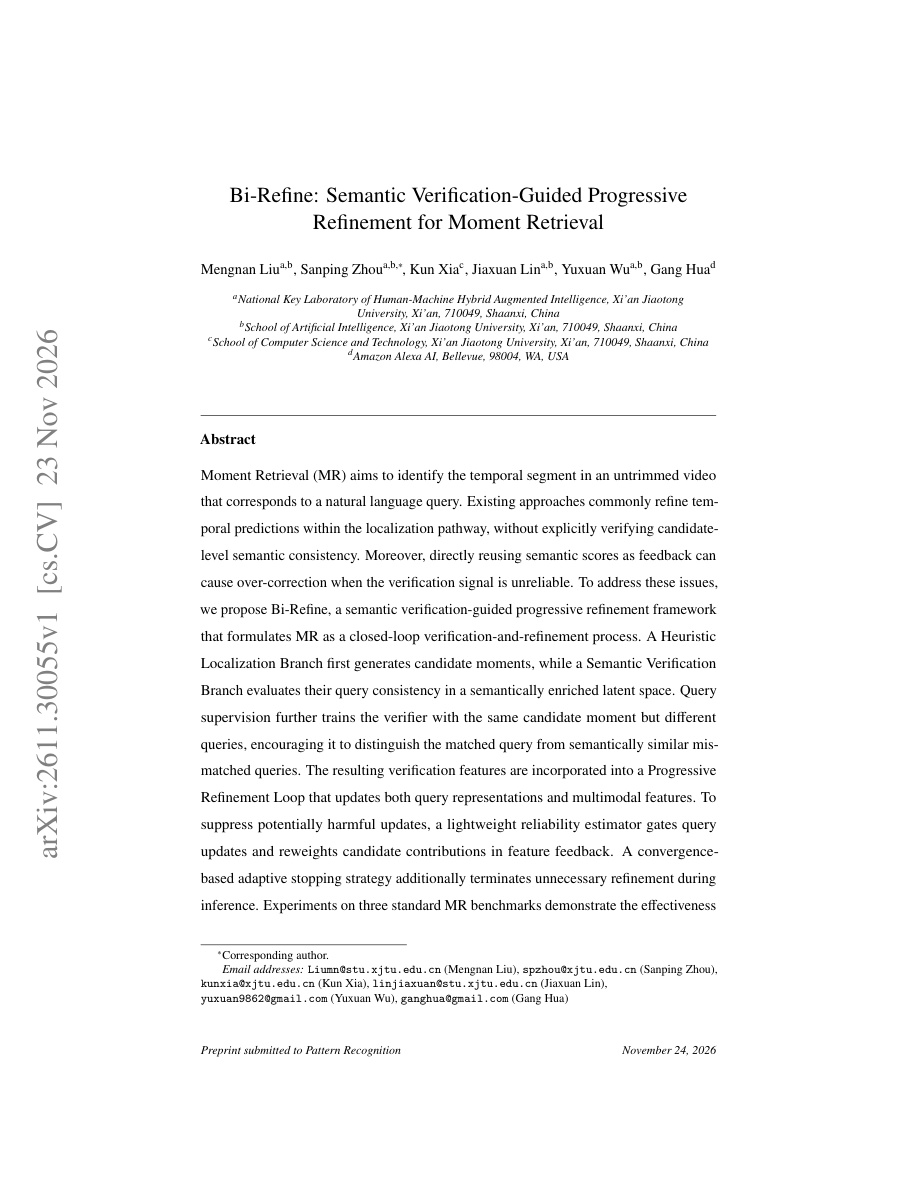 Bi-Refine: Semantic Verification-Guided Progressive
Refinement for Moment Retrieval
Mengnan Liua,b, Sanping Zhoua,b,∗, Kun Xiac, Jiaxuan Lina,b, Yuxuan Wua,b, Gang Huad
aNational Key Laboratory of Human-Machine Hybrid Augmented Intelligence, Xi'an Jiaotong
University, Xi'an, 710049, Shaanxi, China
bSchool of Artificial Intelligence, Xi'an Jiaotong University, Xi'an, 710049, Shaanxi, China
cSchool of Computer Science and Technology, Xi'an Jiaotong University, Xi'an, 710049, Shaanxi, China
dAmazon Alexa AI, Bellevue, 98004, WA, USA
Abstract
Moment Retrieval (MR) aims to identify the temporal segment in an untrimmed video
that corresponds to a natural language query. Existing approaches commonly refine tem-
poral predictions within the localization pathway, without explicitly verifying candidate-
level semantic consistency. Moreover, directly reusing semantic scores as feedback can
cause over-correction when the verification signal is unreliable. To address these issues,
we propose Bi-Refine, a semantic verification-guided progressive refinement framework
that formulates MR as a closed-loop verification-and-refinement process. A Heuristic
Localization Branch first generates candidate moments, while a Semantic Verification
Branch evaluates their query consistency in a semantically enriched latent space. Query
supervision further trains the verifier with the same candidate moment but different
queries, encouraging it to distinguish the matched query from semantically similar mis-
matched queries. The resulting verification features are incorporated into a Progressive
Refinement Loop that updates both query representations and multimodal features. To
suppress potentially harmful updates, a lightweight reliability estimator gates query
updates and reweights candidate contributions in feature feedback. A convergence-
based adaptive stopping strategy additionally terminates unnecessary refinement during
inference. Experiments on three standard MR benchmarks demonstrate the effectiveness
∗Corresponding author.
Email addresses: Liumn@stu.xjtu.edu.cn (Mengnan Liu), spzhou@xjtu.edu.cn (Sanping Zhou),
kunxia@xjtu.edu.cn (Kun Xia), linjiaxuan@stu.xjtu.edu.cn (Jiaxuan Lin),
yuxuan9862@gmail.com (Yuxuan Wu), ganghua@gmail.com (Gang Hua)
Preprint submitted to Pattern Recognition
November 24, 2026
arXiv:2611.30055v1 [cs.CV] 23 Nov 2026